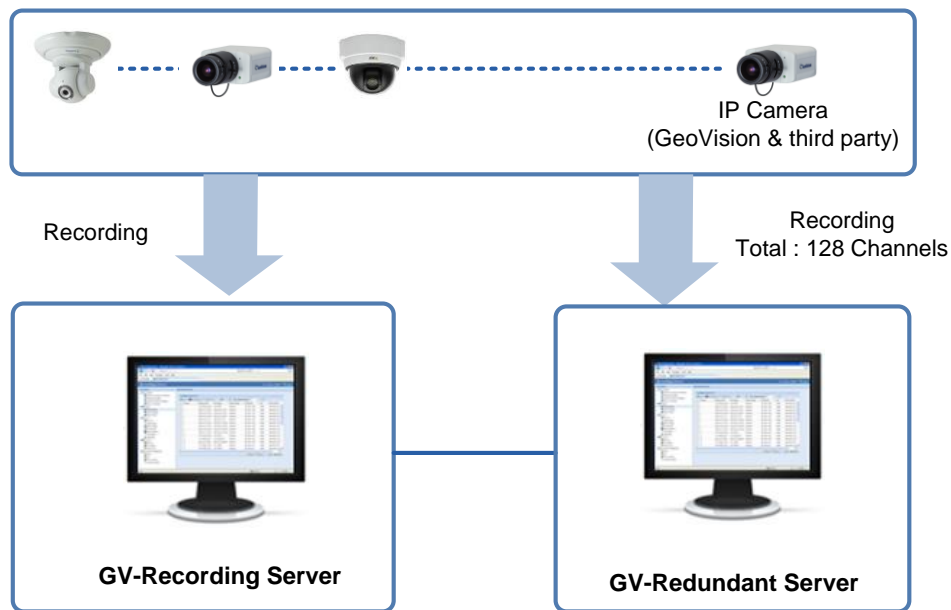 IP Camera
(GeoVision & third party)
Recording
Recording
Total : 128 Channels
GV-Recording Server
GV-Redundant Server